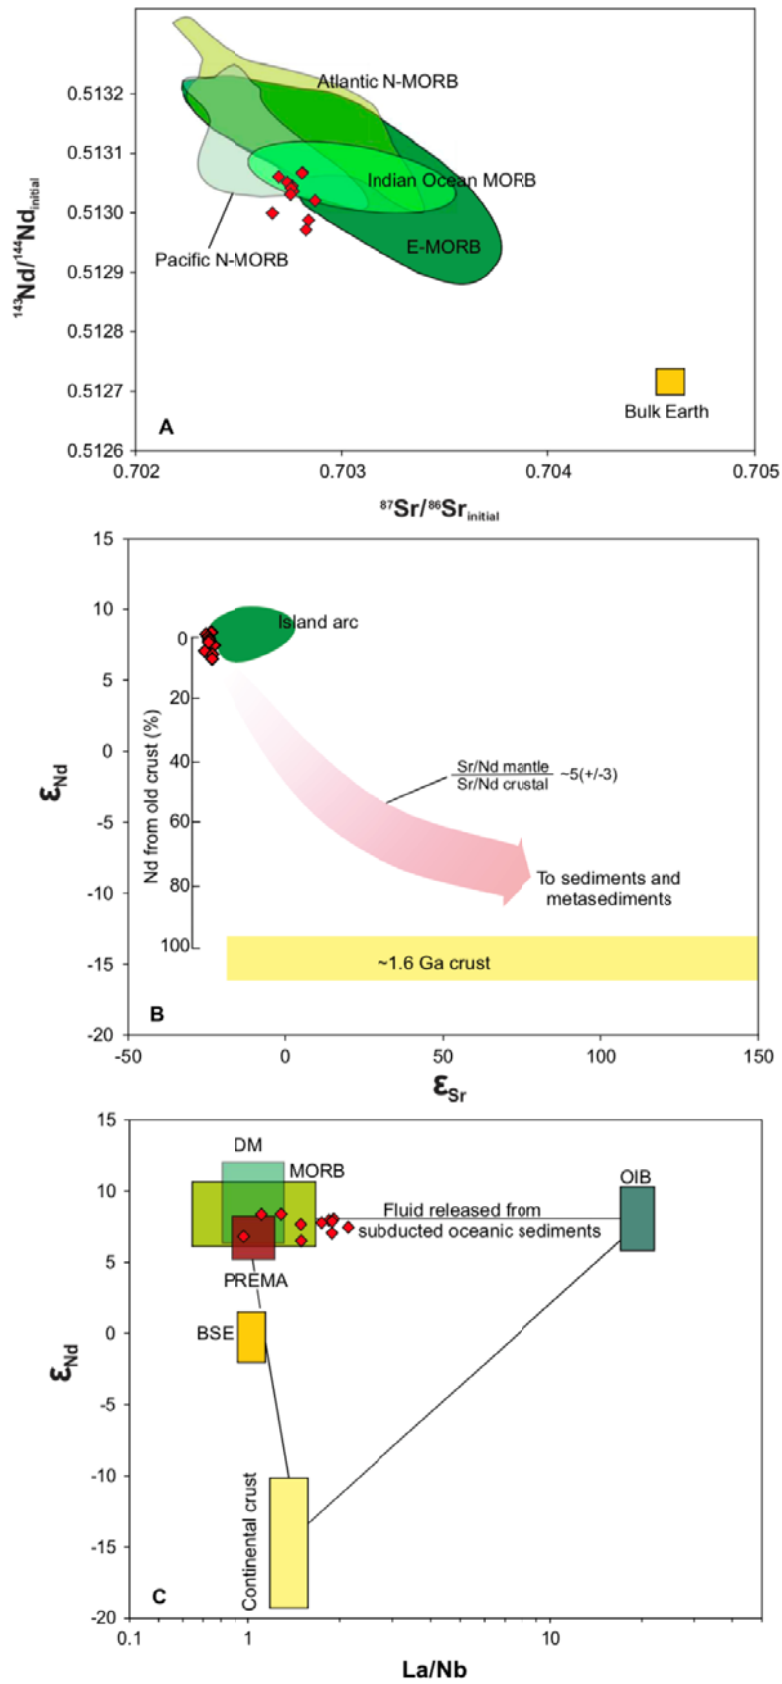 Atlantic N-MORB
0.5132
0.5131
Indian Ocean MORB
0.5130
E-MORB
Pacific N-MORB
0.5129
0.5128
0.5127
Bulk Earth
A
0.5126
¹⁴³Nd/¹⁴⁴Nd initial
0.702
0.703
0.704
0.705
⁸⁷Sr/⁸⁶Sr initial
15
10
5
0
-5
-10
-15
-20
εNd
Island arc
0
20
40
60
80
100
Nd from old crust (%)
Sr/Nd mantle
Sr/Nd crustal
~5(+/-3)
To sediments and
metasediments
~1.6 Ga crust
B
-50
0
50
100
150
εSr
15
10
5
0
-5
-10
-15
-20
εNd
DM
MORB
OIB
Fluid released from
subducted oceanic sediments
PREMA
BSE
Continental crust
C
0.1
1
10
La/Nb